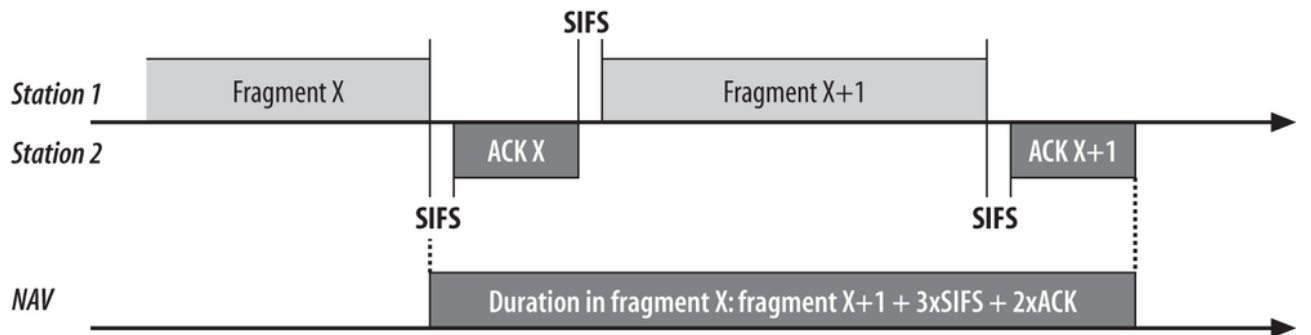 SIFS
Station 1
Fragment X
Fragment X+1
Station 2
ACK X
ACK X+1
SIFS
SIFS
NAV
Duration in fragment X: fragment X+1 + 3xSIFS + 2xACK